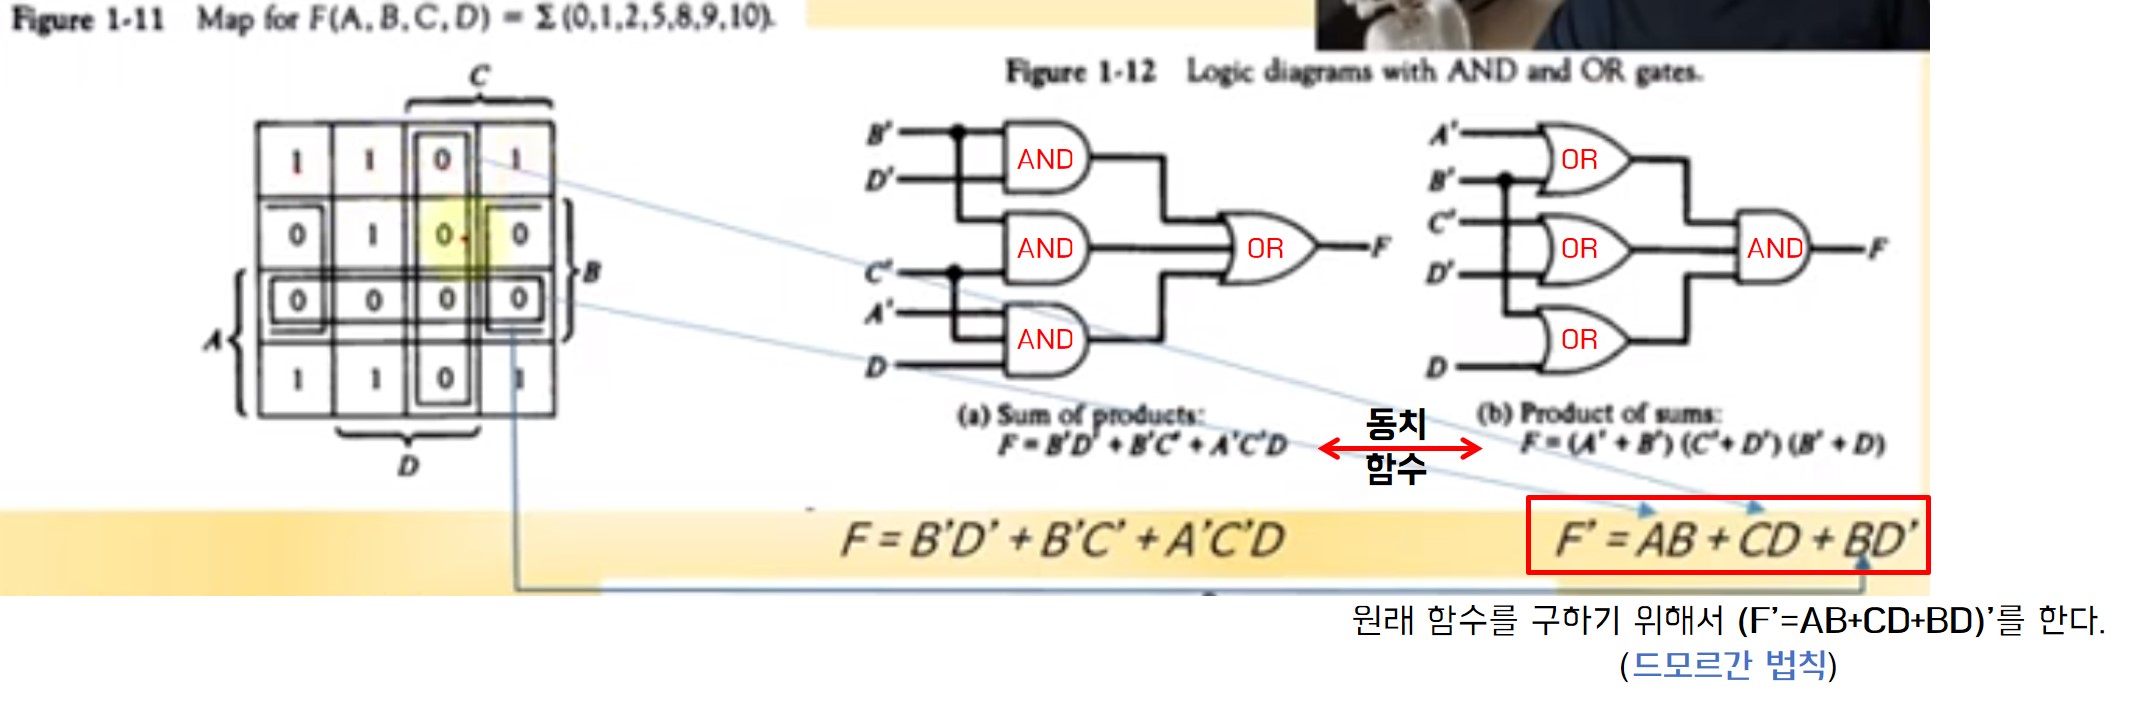 Figure 1-11 Map for F(A, B, C, D) = Σ (0,1,2,5,8,9,10).
Figure 1-12 Logic diagrams with AND and OR gates.
C
1 1 0 1
0 1 0 0
0 0 0 0
1 1 0 1
A
B
D
B'
D'
C'
A'
D
AND
AND
AND
OR
F
A'
B'
C'
D'
D
OR
OR
OR
AND
F
(a) Sum of products:
F = B'D' + B'C' + A'C'D
동치
함수
(b) Product of sums:
F = (A' + B') (C' + D') (B' + D)
F = B'D' + B'C' + A'C'D
F' = AB + CD + BD'
원래 함수를 구하기 위해서 (F'=AB+CD+BD)'를 한다.
(드모르간 법칙)